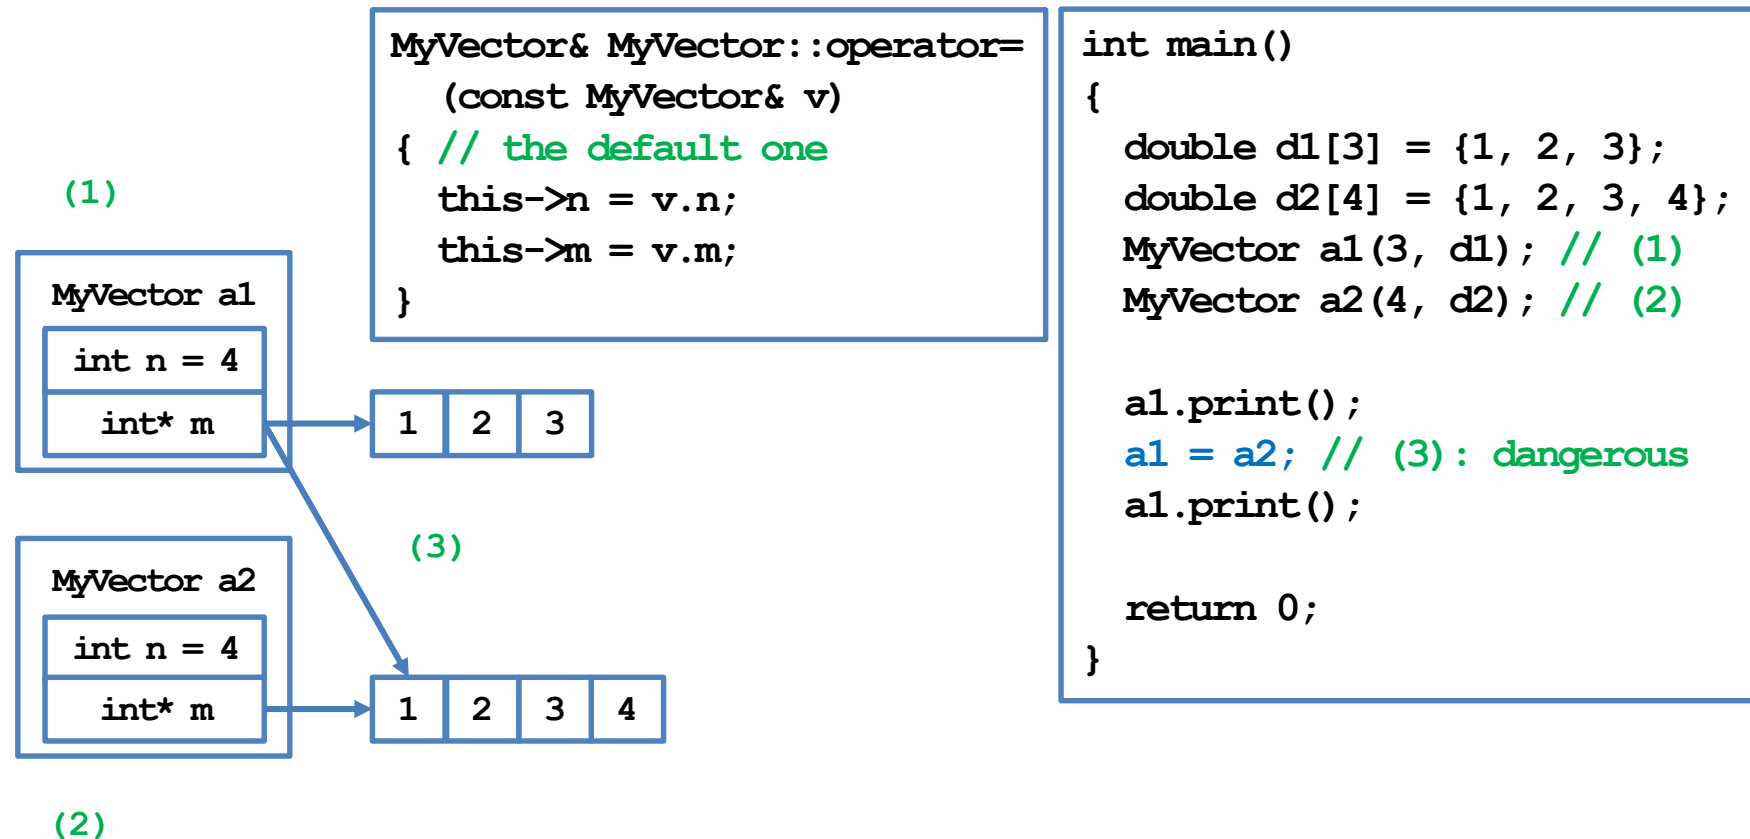 MyVector& MyVector::operator=
(const MyVector& v)
{ // the default one
this->n = v.n;
this->m = v.m;
}
int main()
{
double d1[3] = {1, 2, 3};
double d2[4] = {1, 2, 3, 4};
MyVector a1(3, d1); // (1)
MyVector a2(4, d2); // (2)
a1.print();
a1 = a2; // (3): dangerous
a1.print();
return 0;
}
(1)
MyVector a1
int n = 4
int* m
1 2 3
(3)
MyVector a2
int n = 4
int* m
1 2 3 4
(2)